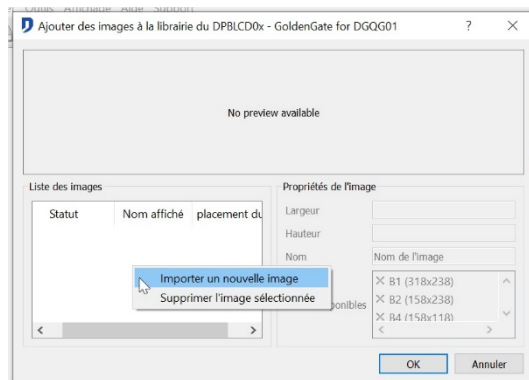 Outils Affichage Aide Support
Ajouter des images à la librairie du DPBLCD0x - GoldenGate for DGQG01
No preview available
Liste des images
Propriétés de l'image
Statut Nom affiché placement du
Largeur
Hauteur
Nom Nom de l'image
Importer un nouvelle image
Supprimer l'image sélectionnée
ponibles
B1 (318x238)
B2 (158x238)
B4 (158x118)
OK Annuler